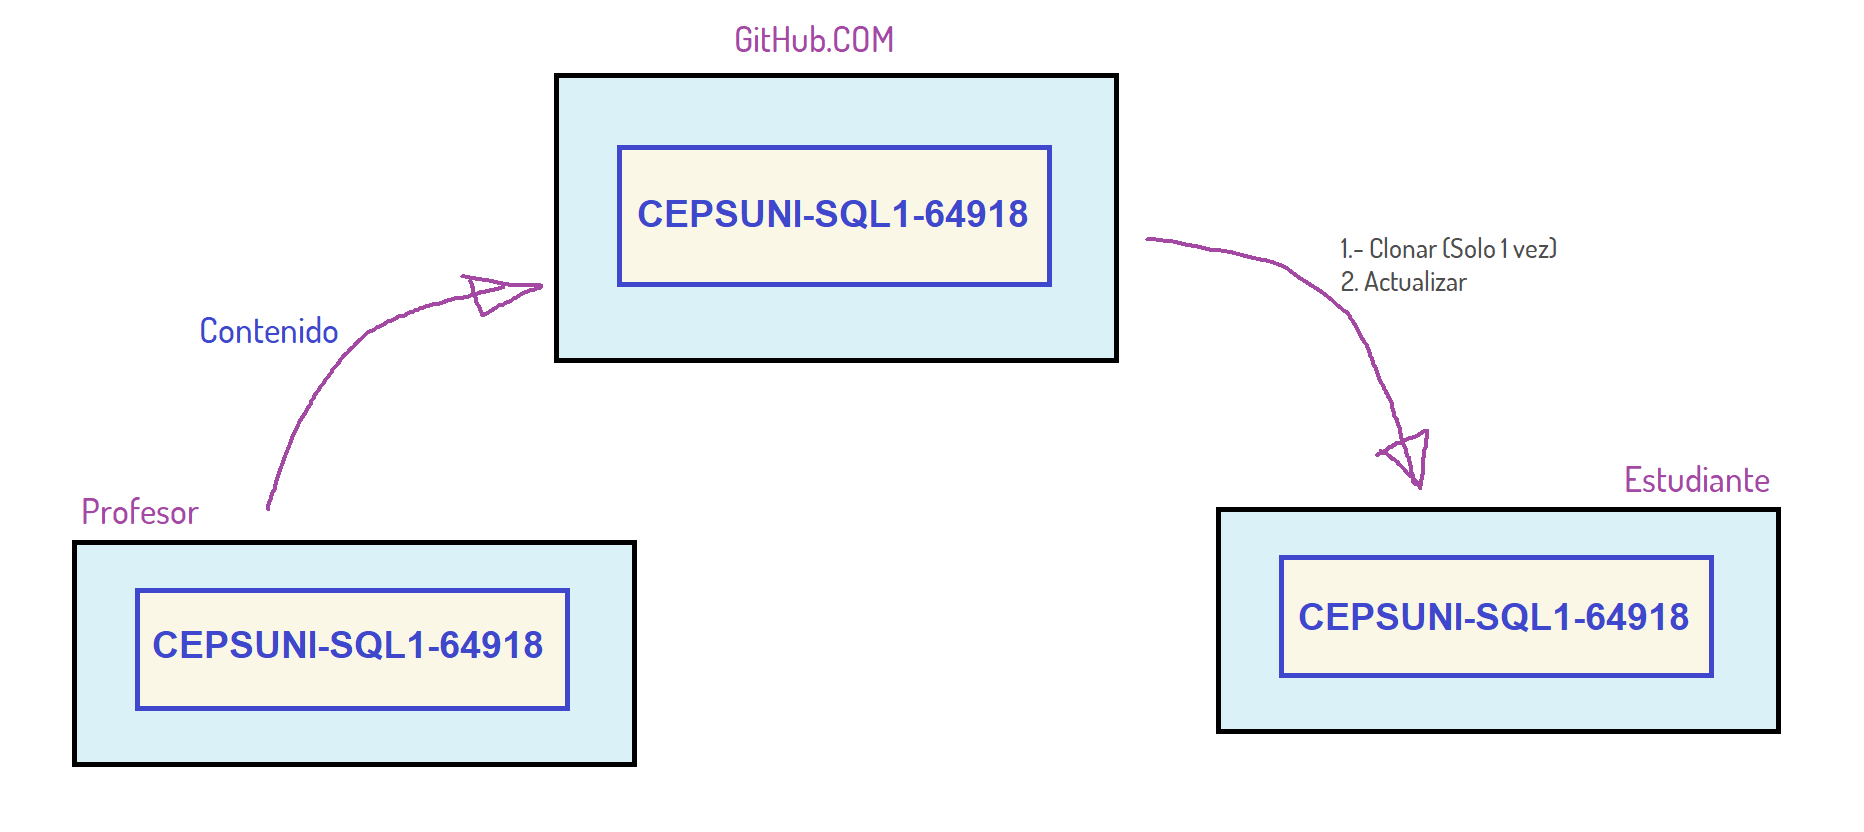 GitHub.COM
CEPSUNI-SQL1-64918
1.- Clonar (Solo 1 vez)
2. Actualizar
Contenido
Profesor
CEPSUNI-SQL1-64918
Estudiante
CEPSUNI-SQL1-64918